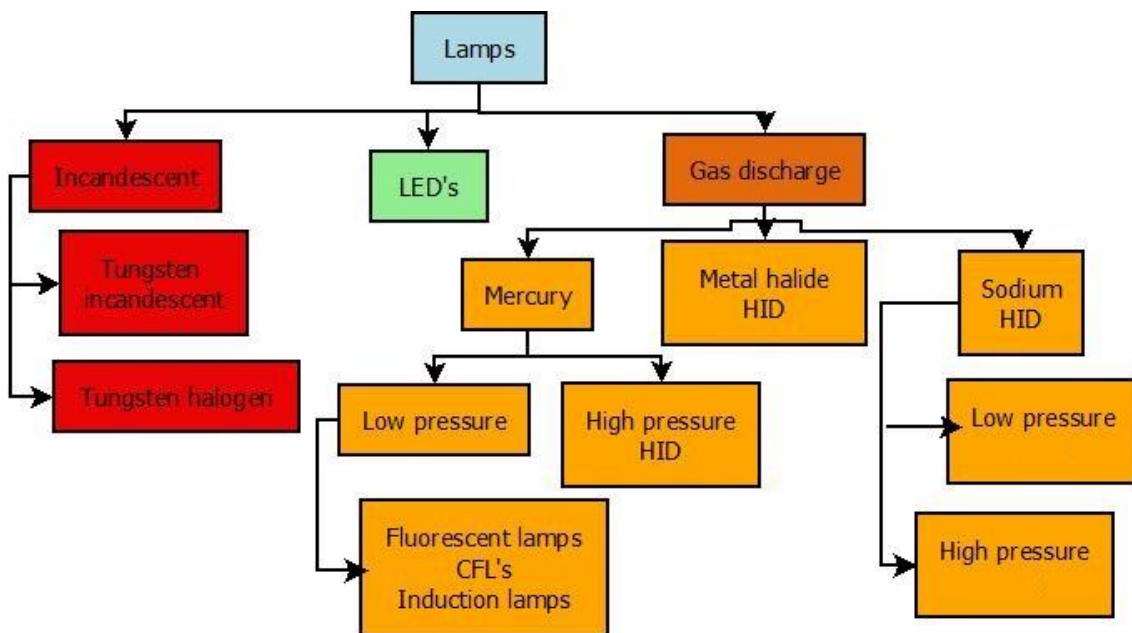 Lamps
Incandescent
LED's
Gas discharge
Tungsten
incandescent
Tungsten halogen
Mercury
Metal halide
HID
Sodium
HID
Low pressure
High pressure
HID
Low pressure
Fluorescent lamps
CFL's
Induction lamps
High pressure